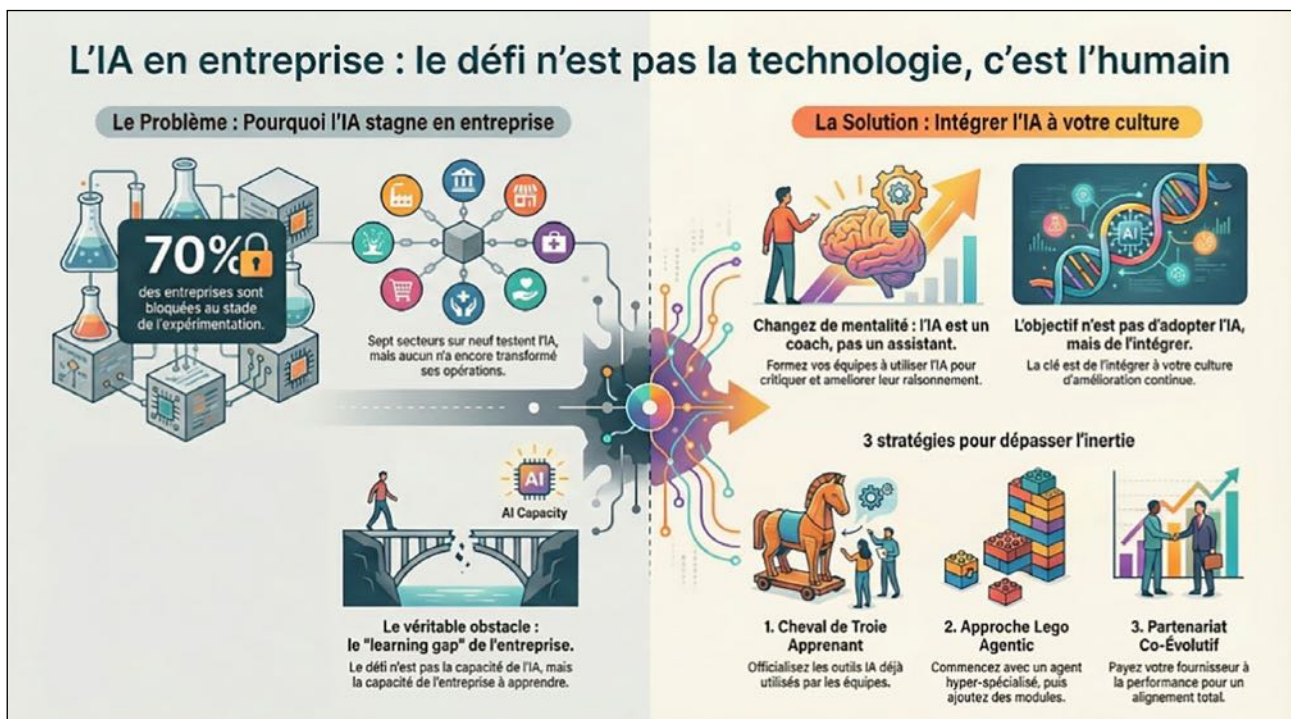 L'IA en entreprise : le défi n'est pas la technologie, c'est l'humain
Le Problème : Pourquoi l'IA stagne en entreprise
70%
des entreprises sont
bloquées au stade
de l'expérimentation.
Sept secteurs sur neuf testent l'IA,
mais aucun n'a encore transformé
ses opérations.
AI
AI Capacity
Le véritable obstacle :
le "learning gap" de l'entreprise.
Le défi n'est pas la capacité de l'IA, mais
la capacité de l'entreprise à apprendre.
La Solution : Intégrer l'IA à votre culture
Changez de mentalité : l'IA est un
coach, pas un assistant.
Formez vos équipes à utiliser l'IA pour
critiquer et ameliorer leur raisonnement.
AI
L'objectif n'est pas d'adopter l'IA,
mais de l'intégrer.
La clé est de l'intégrer à votre culture
d'amélioration continue.
3 stratégies pour dépasser l'inertie
1. Cheval de Troie
Apprenant
Officialisez les outils IA déjà
utilisés par les équipes.
2. Approche Lego
Agentic
Commencez avec un agent
hyper-spécialisé, puis
ajoutez des modules.
3. Partenariat
Co-Évolutif
Payez votre fournisseur à
la performance pour un
alignement total.